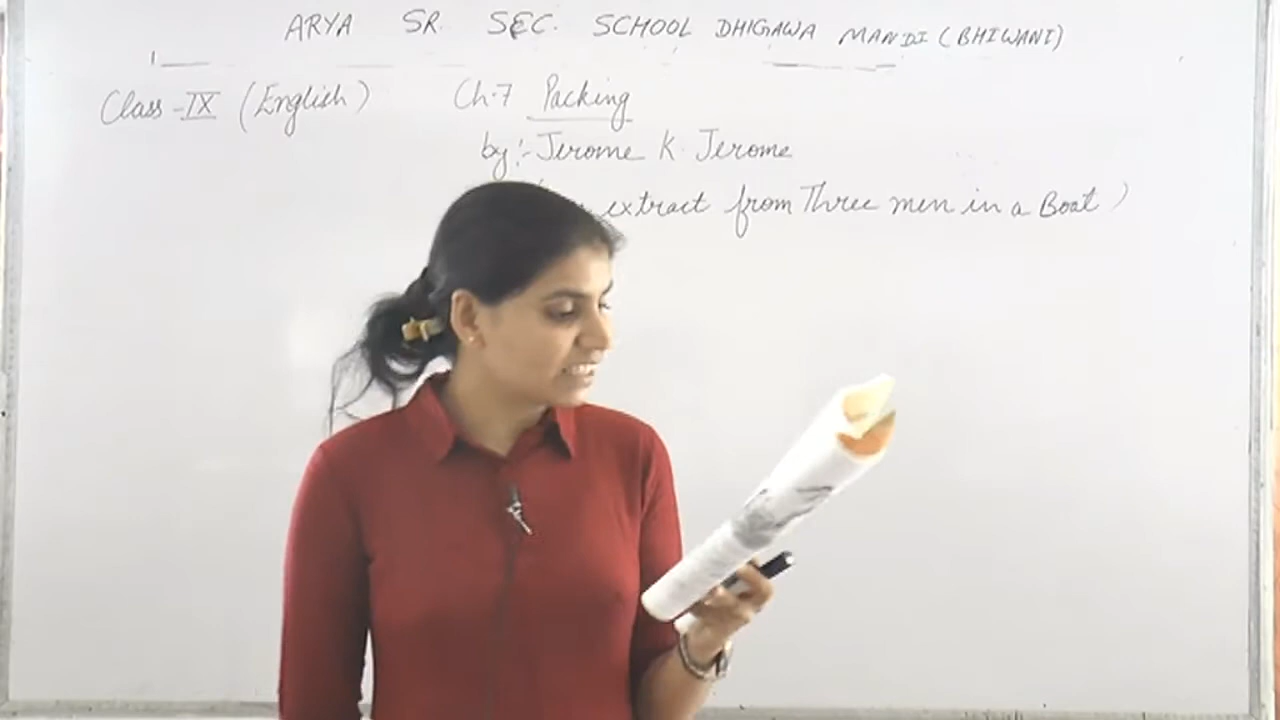 ARYA SR. SEC. SCHOOL DHIGAWA MANDI (BHIWANI)
Class - IX (English) Ch.7 Packing
by:- Jerome K. Jerome
extract from Three men in a Boat )